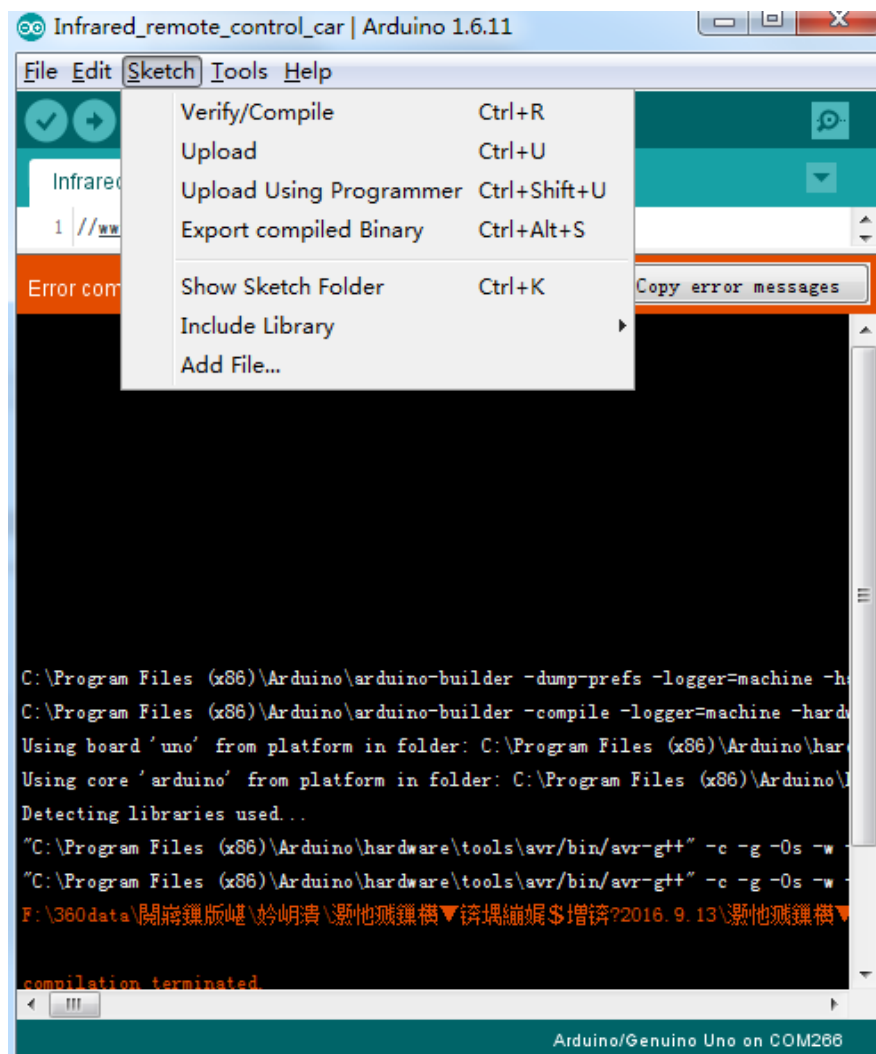 Infrared_remote_control_car | Arduino 1.6.11
File Edit Sketch Tools Help
Verify/Compile Ctrl+R
Upload Ctrl+U
Infrared
Upload Using Programmer Ctrl+Shift+U
1 //ww
Export compiled Binary Ctrl+Alt+S
Error com
Show Sketch Folder Ctrl+K
Copy error messages
Include Library
Add File...
C:\Program Files (x86)\Arduino\arduino-builder -dump-prefs -logger=machine -h
C:\Program Files (x86)\Arduino\arduino-builder -compile -logger=machine -hardw
Using board 'uno' from platform in folder: C:\Program Files (x86)\Arduino\har
Using core 'arduino' from platform in folder: C:\Program Files (x86)\Arduino\
Detecting libraries used...
"C:\Program Files (x86)\Arduino\hardware\tools\avr/bin/avr-g++" -c -g -Os -w -
"C:\Program Files (x86)\Arduino\hardware\tools\avr/bin/avr-g++" -c -g -Os -w -
F:\360data\ 2016.9.13\
compilation terminated.
Arduino/Genuino Uno on COM266